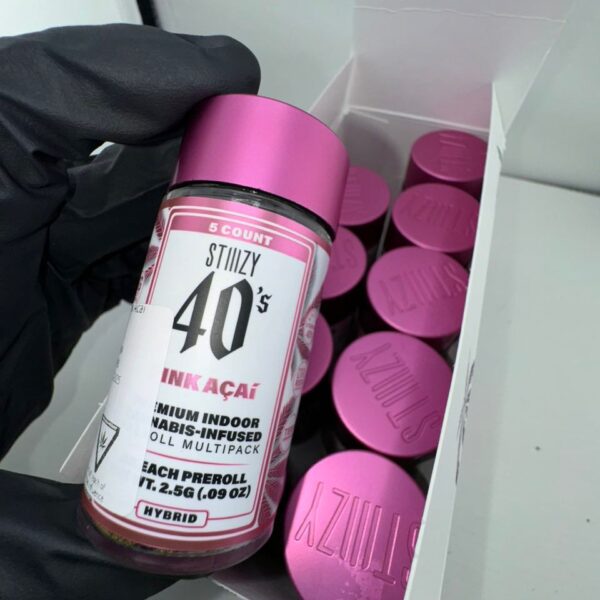 5 COUNT
STIIIZY
40's
INK AÇAí
EMIUM INDOOR
NABIS-INFUSED
OLL MULTIPACK
EACH PREROLL
T. 2.5G (.09 OZ)
HYBRID
STIIIZY
STIIIZY
STIIIZY
STIIIZY